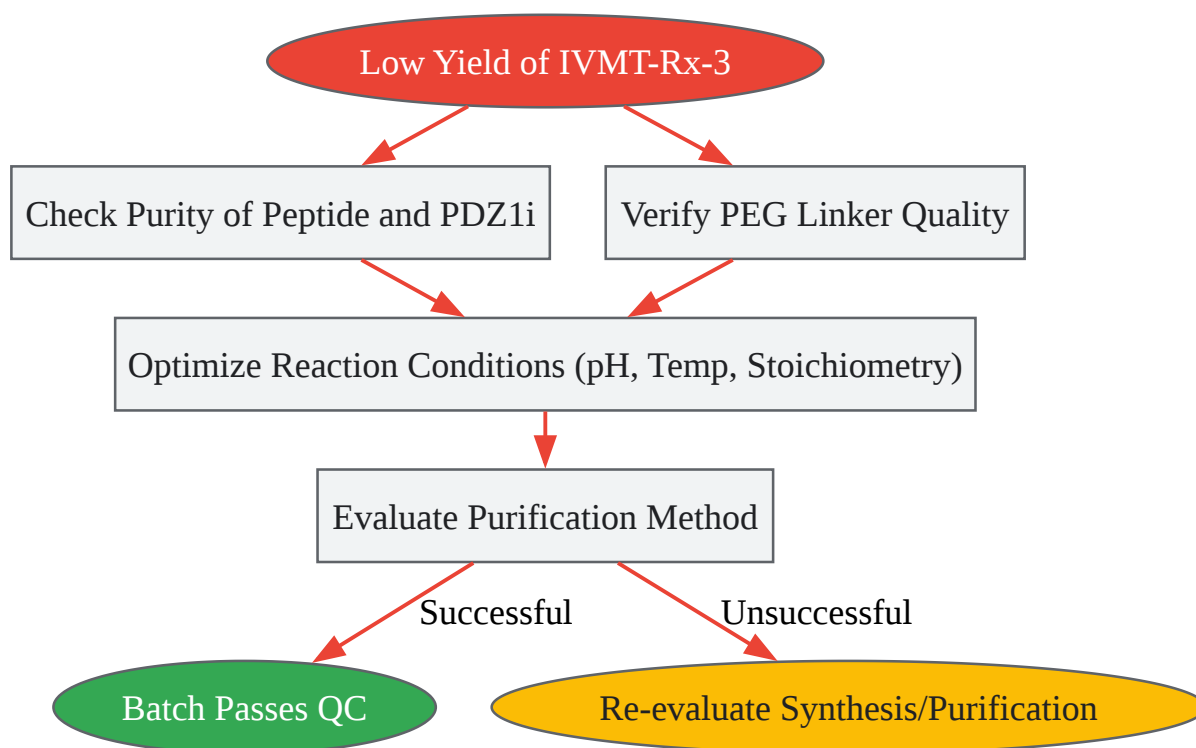 Low Yield of IVMT-Rx-3
Check Purity of Peptide and PDZ1i
Verify PEG Linker Quality
Optimize Reaction Conditions (pH, Temp, Stoichiometry)
Evaluate Purification Method
Successful
Unsuccessful
Batch Passes QC
Re-evaluate Synthesis/Purification